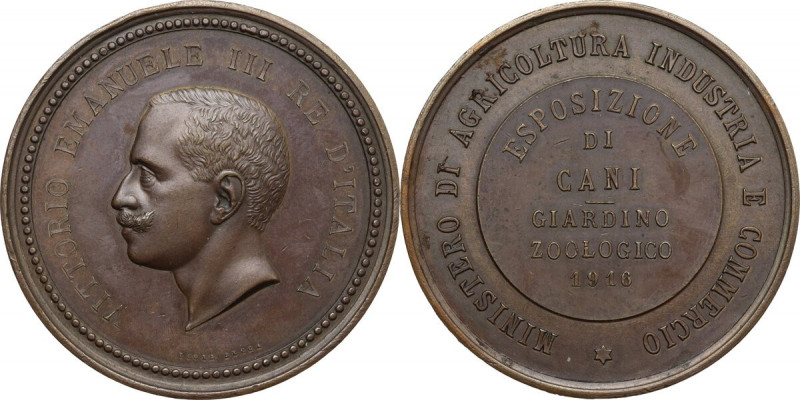 VITTORIO EMANUELE III RE D'ITALIA
MINISTERO DI AGRICOLTURA INDUSTRIA E COMMERCIO
ESPOSIZIONE
DI
CANI
GIARDINO
ZOOLOGICO
1916